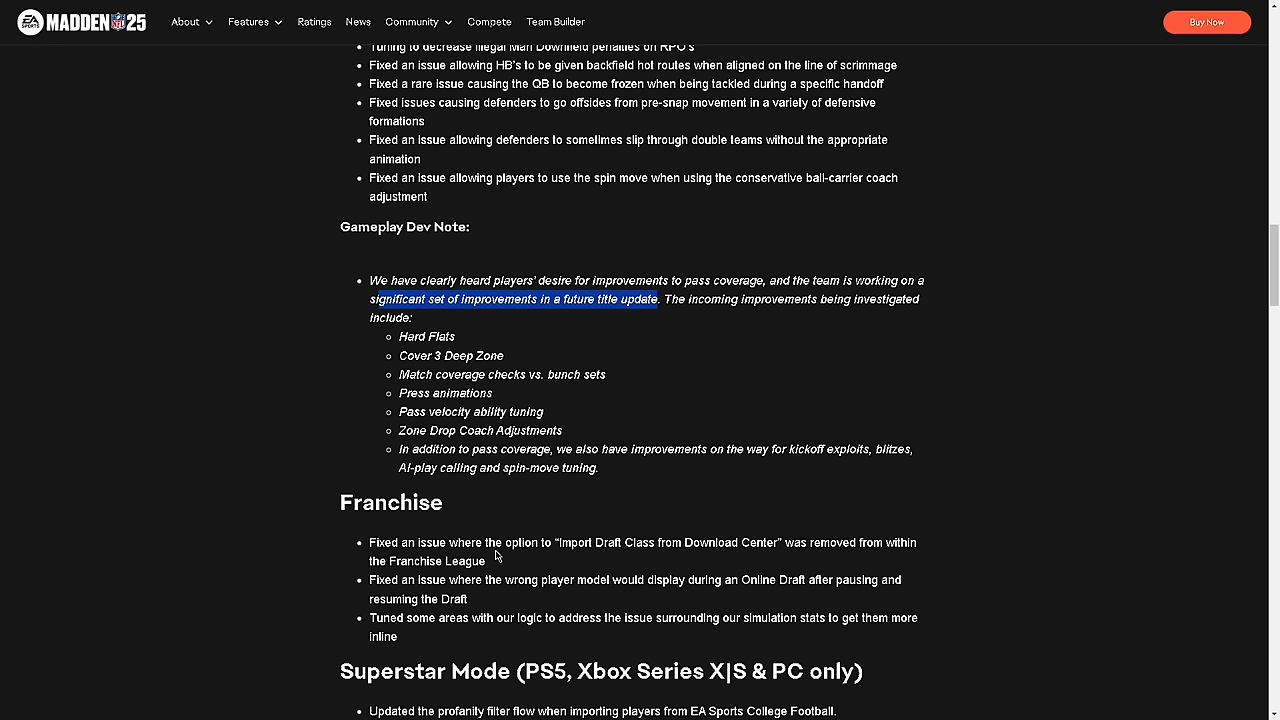 EA SPORTS MADDEN NFL 25 About Features Ratings News Community Compete Team Builder Buy Now
Tuning to decrease Illegal Man Downfield penalties on RPO's
Fixed an issue allowing HB's to be given backfield hot routes when aligned on the line of scrimmage
Fixed a rare issue causing the QB to become frozen when being tackled during a specific handoff
Fixed issues causing defenders to go offsides from pre-snap movement in a variety of defensive
formations
Fixed an issue allowing defenders to sometimes slip through double teams without the appropriate
animation
Fixed an issue allowing players to use the spin move when using the conservative ball-carrier coach
adjustment
Gameplay Dev Note:
We have clearly heard players' desire for improvements to pass coverage, and the team is working on a
significant set of improvements in a future title update. The incoming improvements being investigated
include:
Hard Flats
Cover 3 Deep Zone
Match coverage checks vs. bunch sets
Press animations
Pass velocity ability tuning
Zone Drop Coach Adjustments
In addition to pass coverage, we also have improvements on the way for kickoff exploits, blitzes,
AI-play calling and spin-move tuning.
Franchise
Fixed an issue where the option to “Import Draft Class from Download Center” was removed from within
the Franchise League
Fixed an issue where the wrong player model would display during an Online Draft after pausing and
resuming the Draft
Tuned some areas with our logic to address the issue surrounding our simulation stats to get them more
inline
Superstar Mode (PS5, Xbox Series X|S & PC only)
Updated the profanity filter flow when importing players from EA Sports College Football.